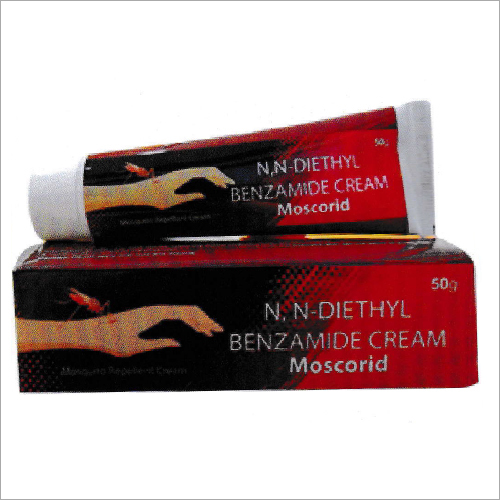 50g
N,N-DIETHYL
BENZAMIDE CREAM
Moscorid
Mosquito Repellent Cream
50g
N, N-DIETHYL
BENZAMIDE CREAM
Moscorid
Mosquito Repellent Cream